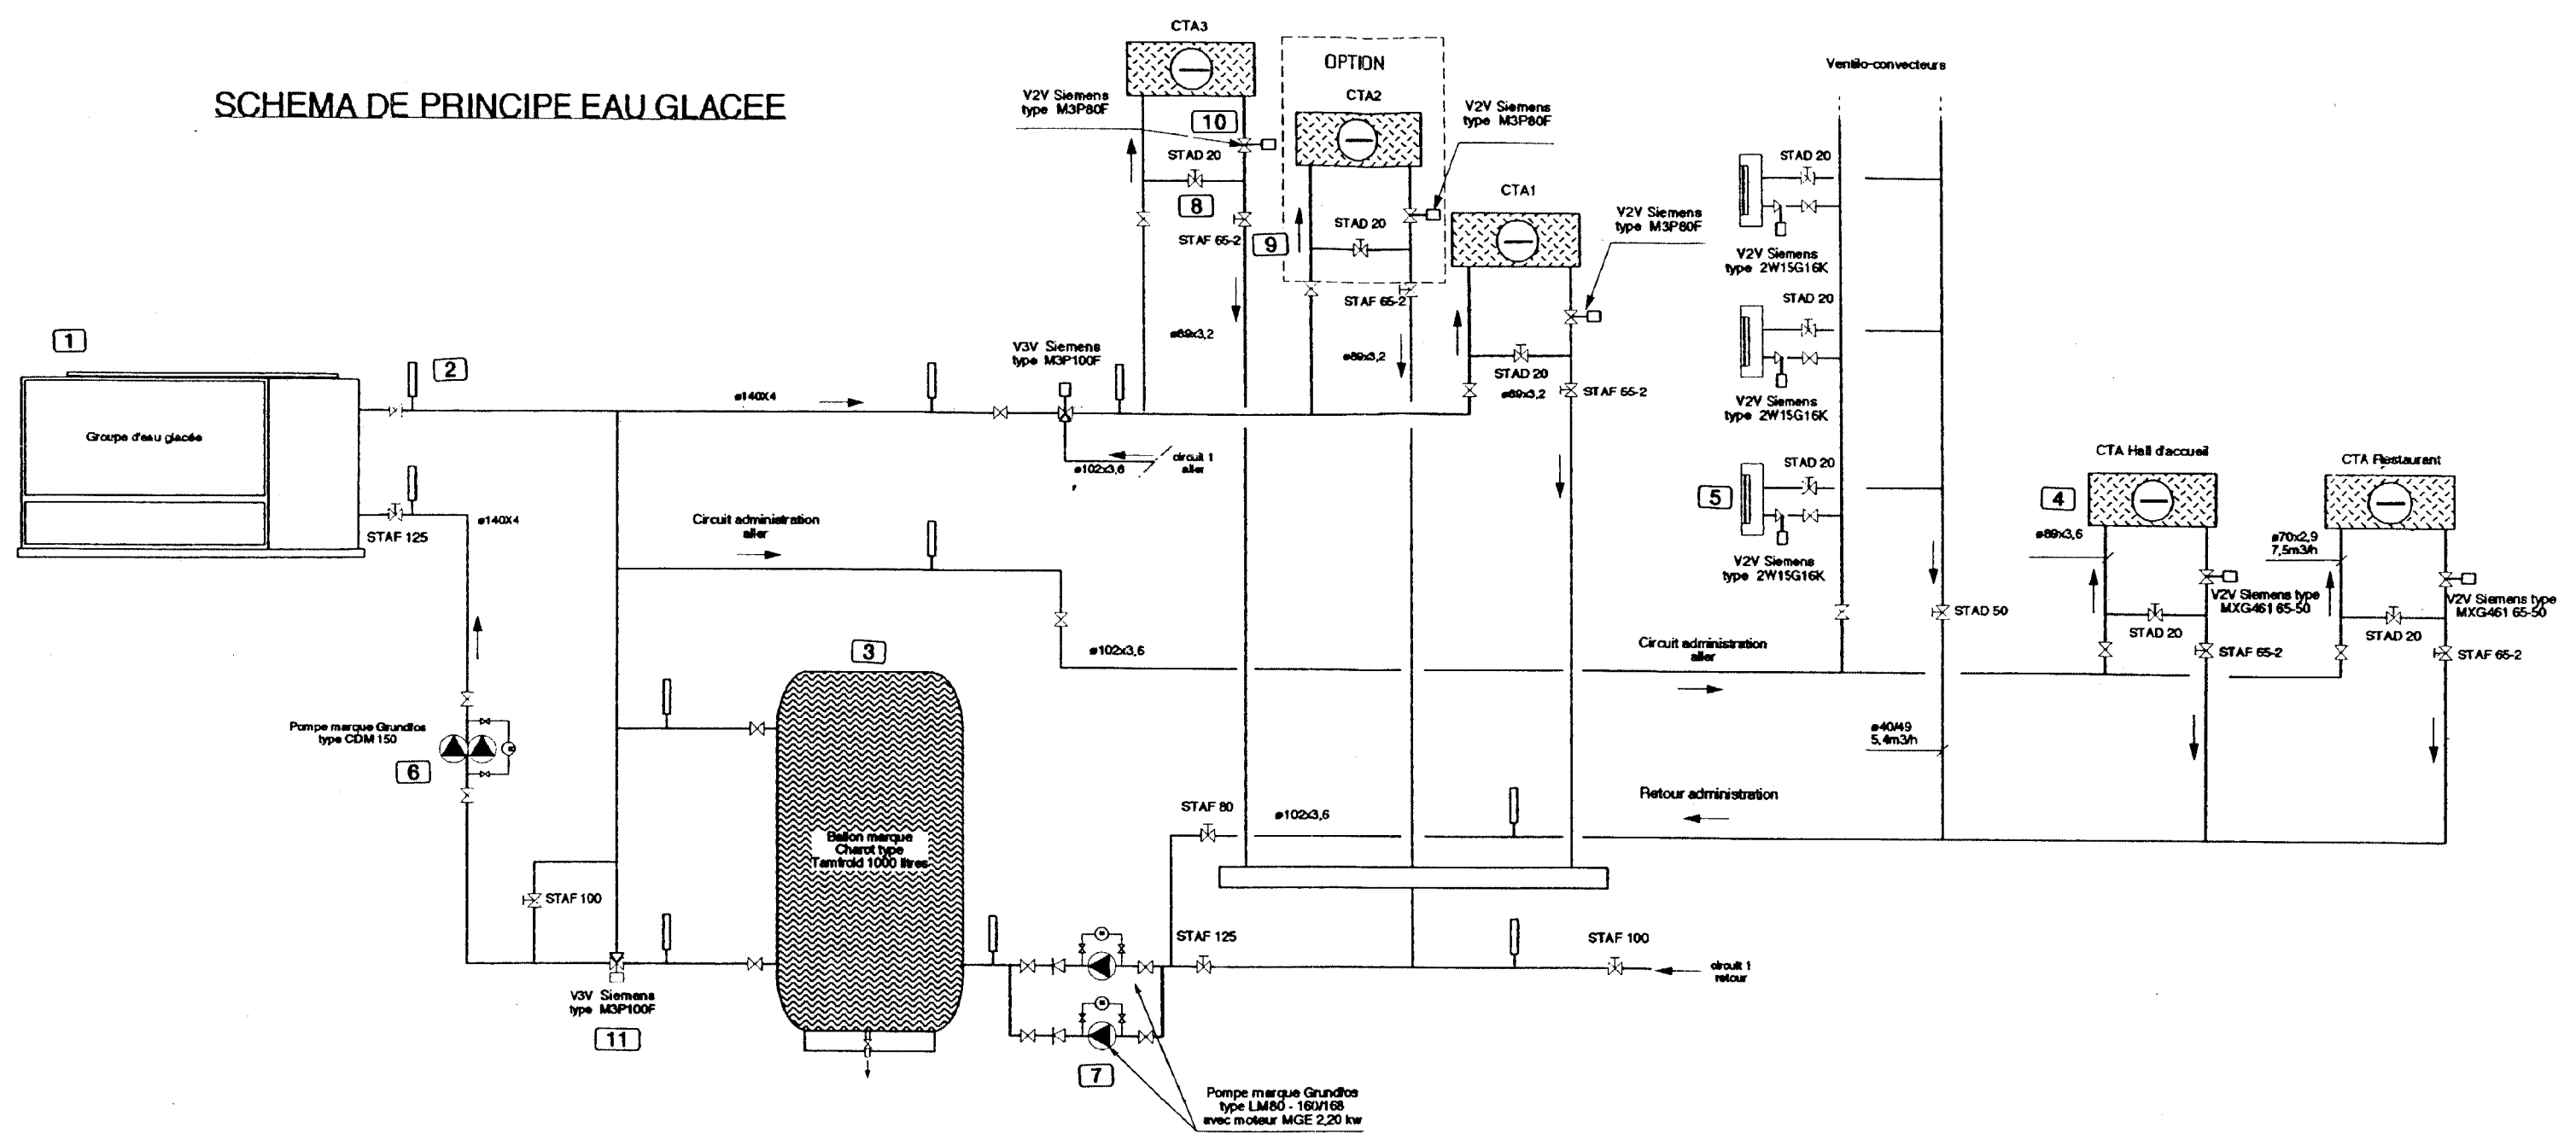 SCHEMA DE PRINCIPE EAU GLACEE
CTA3
V2V Siemens
type M3P80F
10
STAD 20
8
STAF 65-2
ø89x3,2
OPTION
CTA2
V2V Siemens
type M3P80F
STAD 20
9
STAF 65-2
ø89x3,2
CTA1
V2V Siemens
type M3P80F
STAD 20
ø89x3,2
STAF 65-2
Ventilo-convecteurs
STAD 20
V2V Siemens
type 2W15G16K
STAD 20
V2V Siemens
type 2W15G16K
STAD 20
5
V2V Siemens
type 2W15G16K
STAD 50
1
Groupe d'eau glacée
2
STAF 125
ø140X4
ø140X4
V3V Siemens
type M3P100F
ø102x3,6
circuit 1
aller
Circuit administration
aller
ø102x3,6
Circuit administration
aller
CTA Hall d'accueil
4
ø89x3,6
V2V Siemens type
MXG461 65-50
STAD 20
STAF 65-2
CTA Restaurant
ø70x2,9
7,5m3/h
V2V Siemens type
MXG461 65-50
STAD 20
STAF 65-2
ø40/49
5,4m3/h
Retour administration
Pompe marque Grundfos
type CDM 150
6
3
Ballon marque
Charot type
Tamfroid 1000 litres
STAF 100
V3V Siemens
type M3P100F
11
STAF 80
ø102x3,6
STAF 125
STAF 100
circuit 1
retour
7
Pompe marque Grundfos
type LM80 - 160/168
avec moteur MGE 2,20 kw